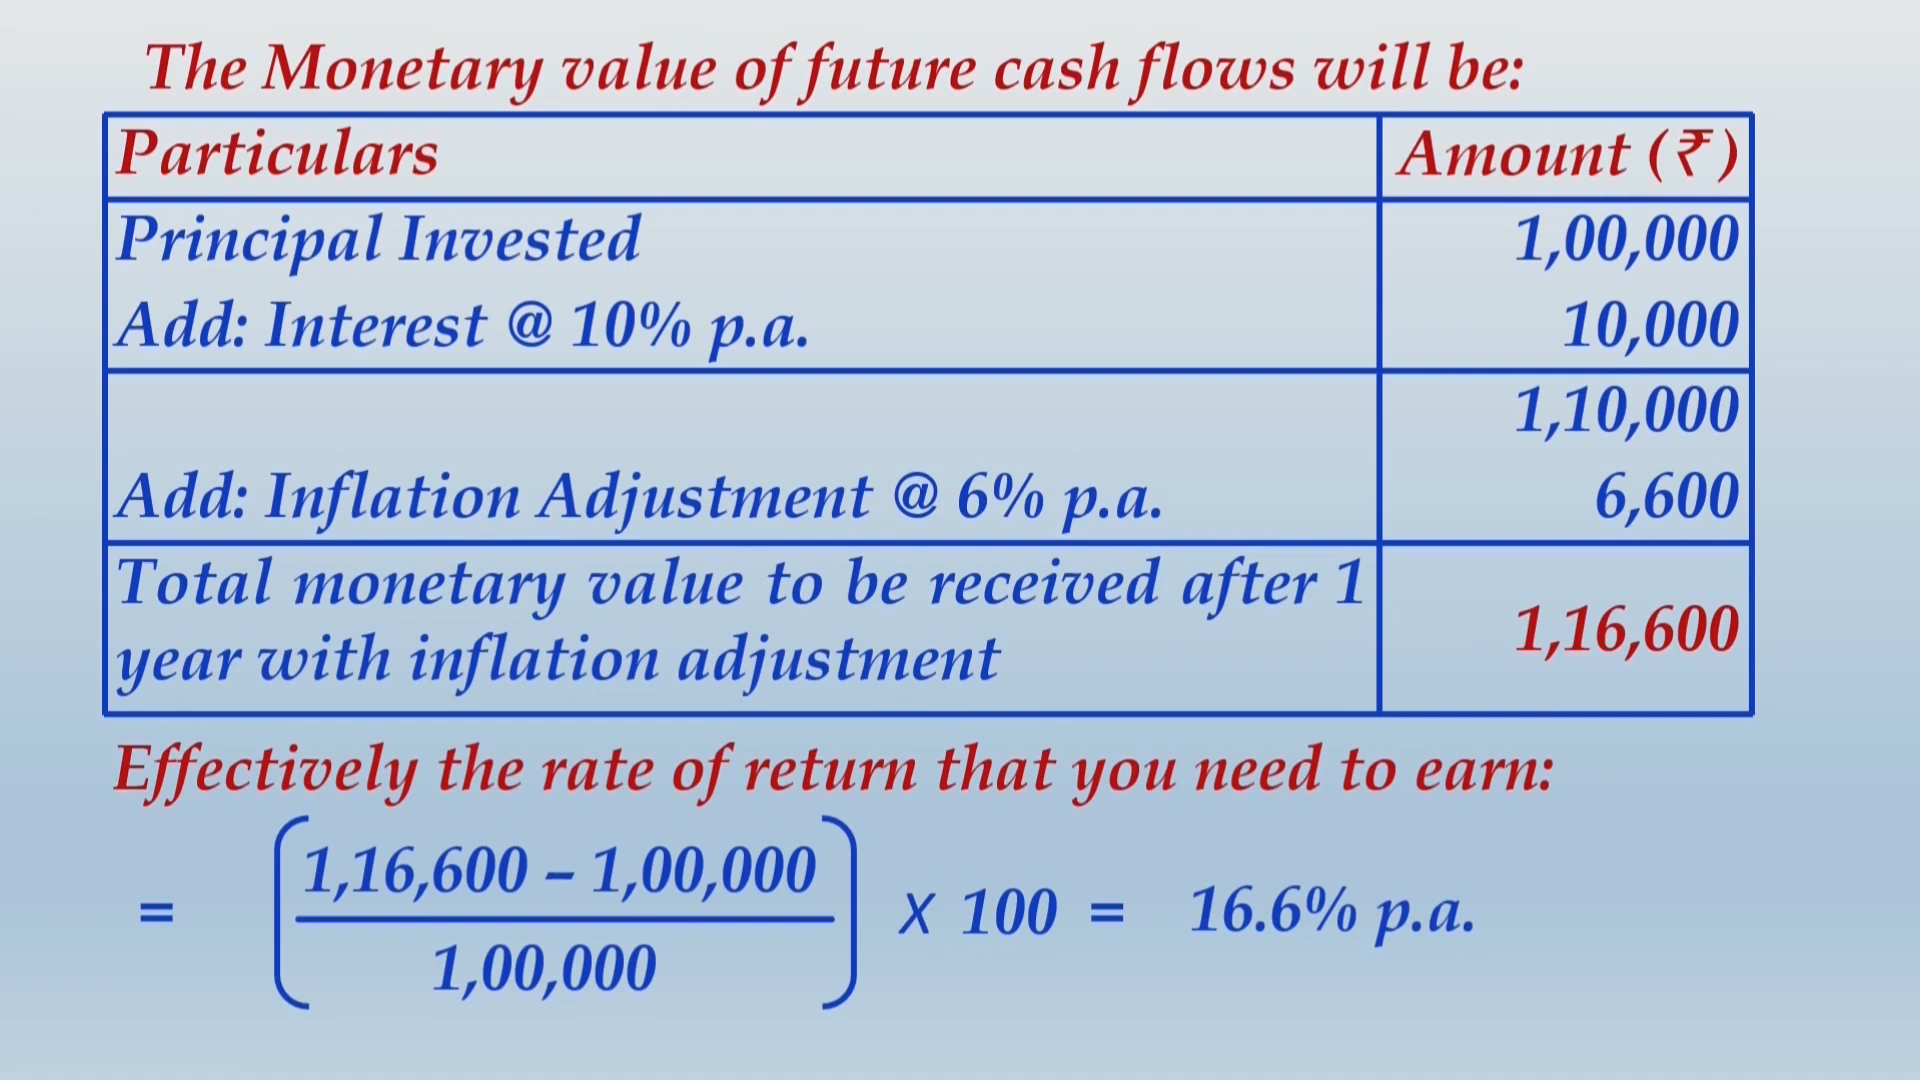 The Monetary value of future cash flows will be:
Particulars Amount (₹)
Principal Invested 1,00,000
Add: Interest @ 10% p.a. 10,000
1,10,000
Add: Inflation Adjustment @ 6% p.a. 6,600
Total monetary value to be received after 1
year with inflation adjustment
1,16,600
Effectively the rate of return that you need to earn:
1,16,600 – 1,00,000
= X 100 = 16.6% p.a.
1,00,000